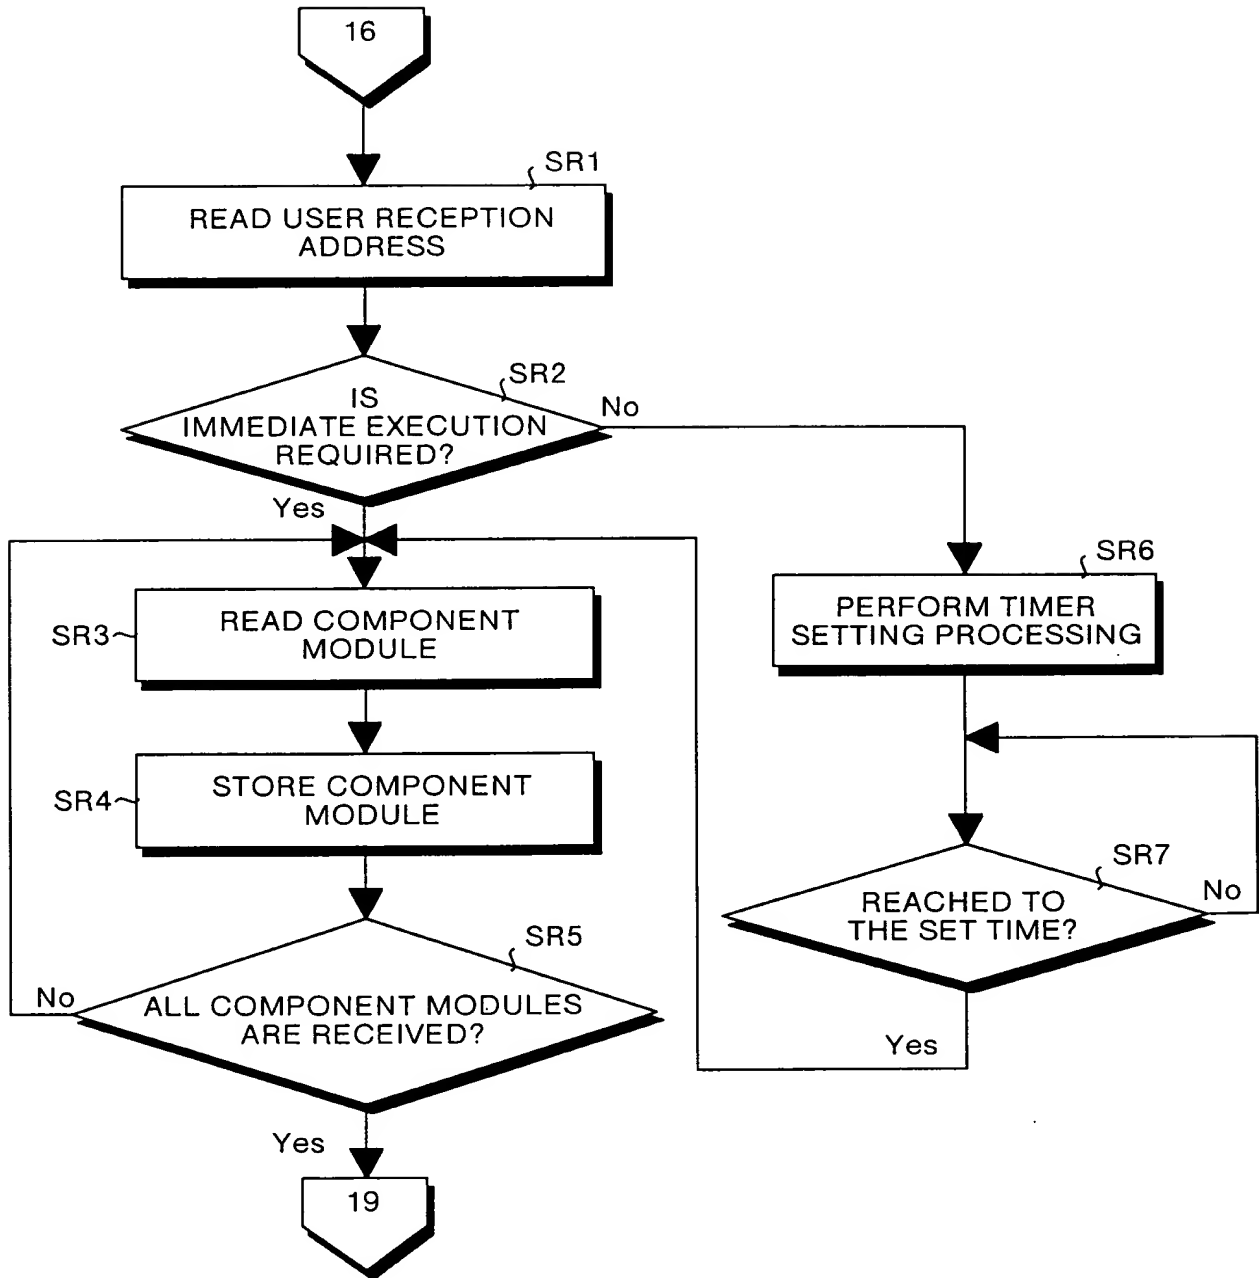 16
SR1
READ USER RECEPTION
ADDRESS
SR2
IS
IMMEDIATE EXECUTION
REQUIRED?
No
Yes
SR3
READ COMPONENT
MODULE
SR6
PERFORM TIMER
SETTING PROCESSING
SR4
STORE COMPONENT
MODULE
SR7
REACHED TO
THE SET TIME?
No
Yes
SR5
ALL COMPONENT MODULES
ARE RECEIVED?
No
Yes
19